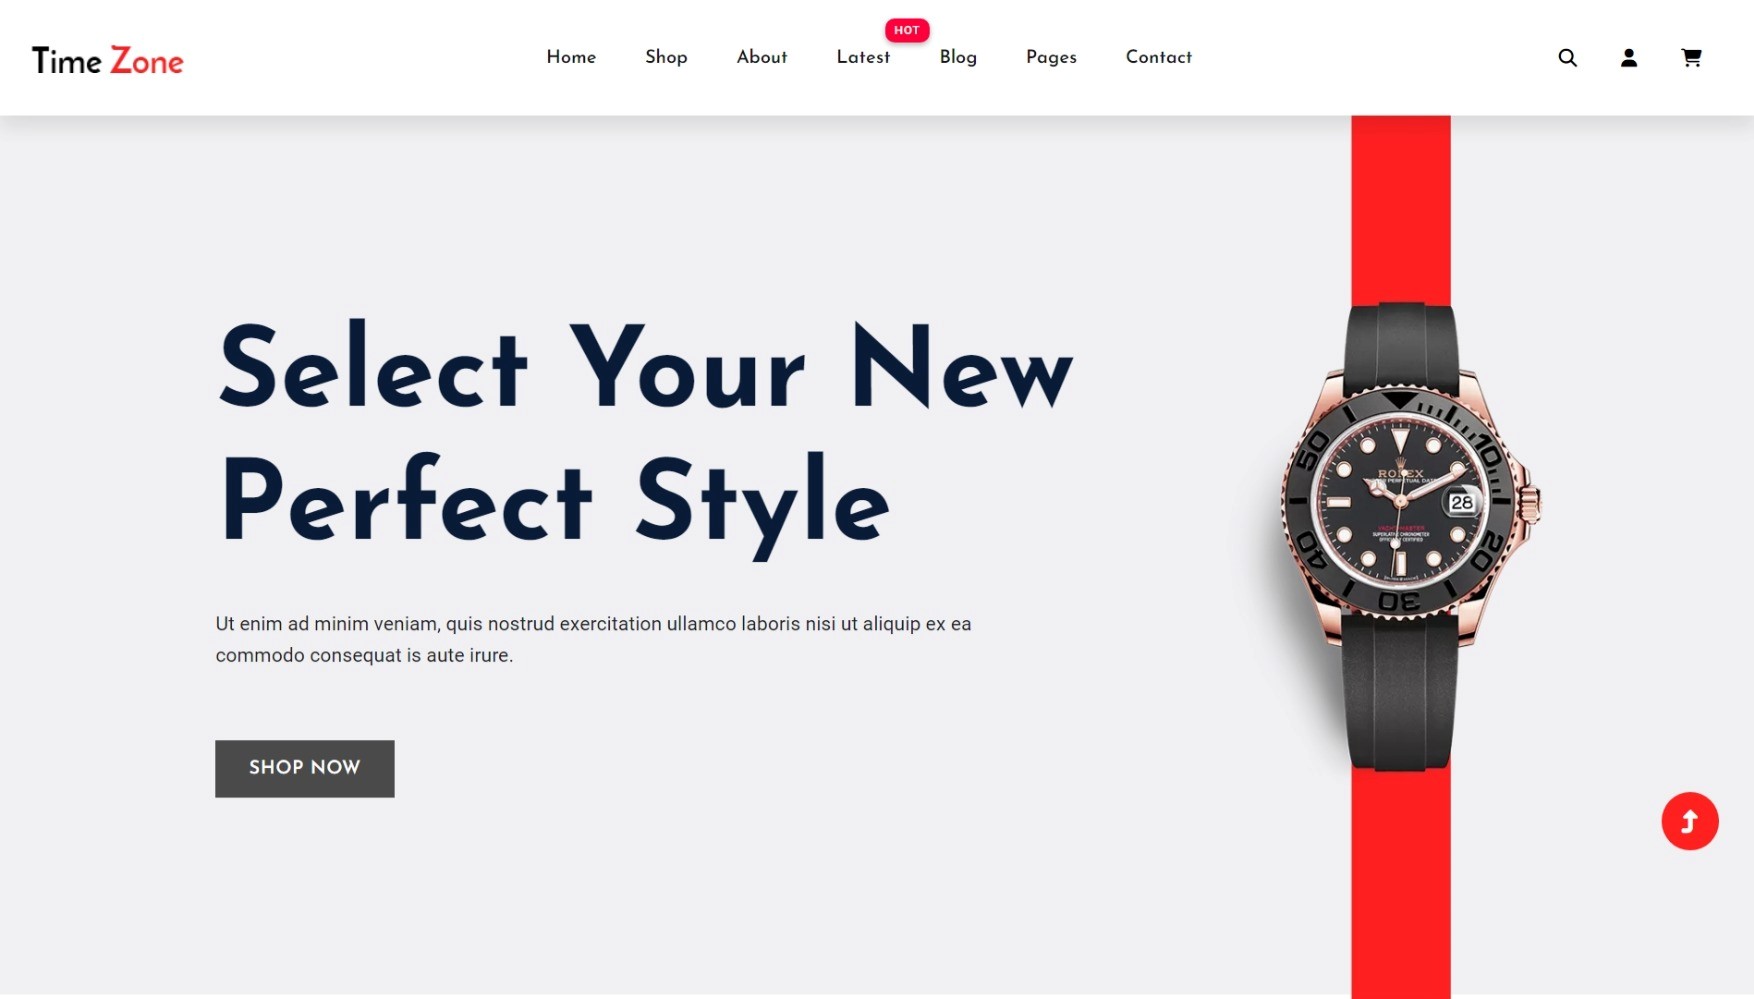 Time Zone
Home Shop About Latest HOT Blog Pages Contact
Select Your New
Perfect Style
Ut enim ad minim veniam, quis nostrud exercitation ullamco laboris nisi ut aliquip ex ea
commodo consequat is aute irure.
SHOP NOW
ROLEX
28
10
20
30
40
50